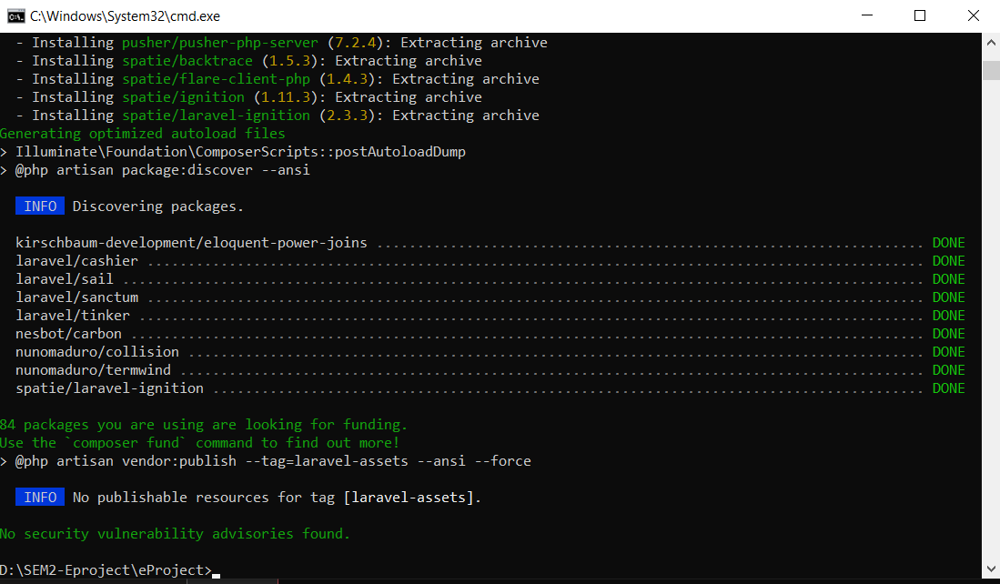 C:\Windows\System32\cmd.exe
- Installing pusher/pusher-php-server (7.2.4): Extracting archive
- Installing spatie/backtrace (1.5.3): Extracting archive
- Installing spatie/flare-client-php (1.4.3): Extracting archive
- Installing spatie/ignition (1.11.3): Extracting archive
- Installing spatie/laravel-ignition (2.3.3): Extracting archive
Generating optimized autoload files
> Illuminate\Foundation\ComposerScripts::postAutoloadDump
> @php artisan package:discover --ansi
INFO Discovering packages.
kirschbaum-development/eloquent-power-joins ................................................................... DONE
laravel/cashier ............................................................................................... DONE
laravel/sail .................................................................................................. DONE
laravel/sanctum ............................................................................................... DONE
laravel/tinker ................................................................................................ DONE
nesbot/carbon ................................................................................................. DONE
nunomaduro/collision .......................................................................................... DONE
nunomaduro/termwind ........................................................................................... DONE
spatie/laravel-ignition ....................................................................................... DONE
84 packages you are using are looking for funding.
Use the `composer fund` command to find out more!
> @php artisan vendor:publish --tag=laravel-assets --ansi --force
INFO No publishable resources for tag [laravel-assets].
No security vulnerability advisories found.
D:\SEM2-Eproject\eProject>